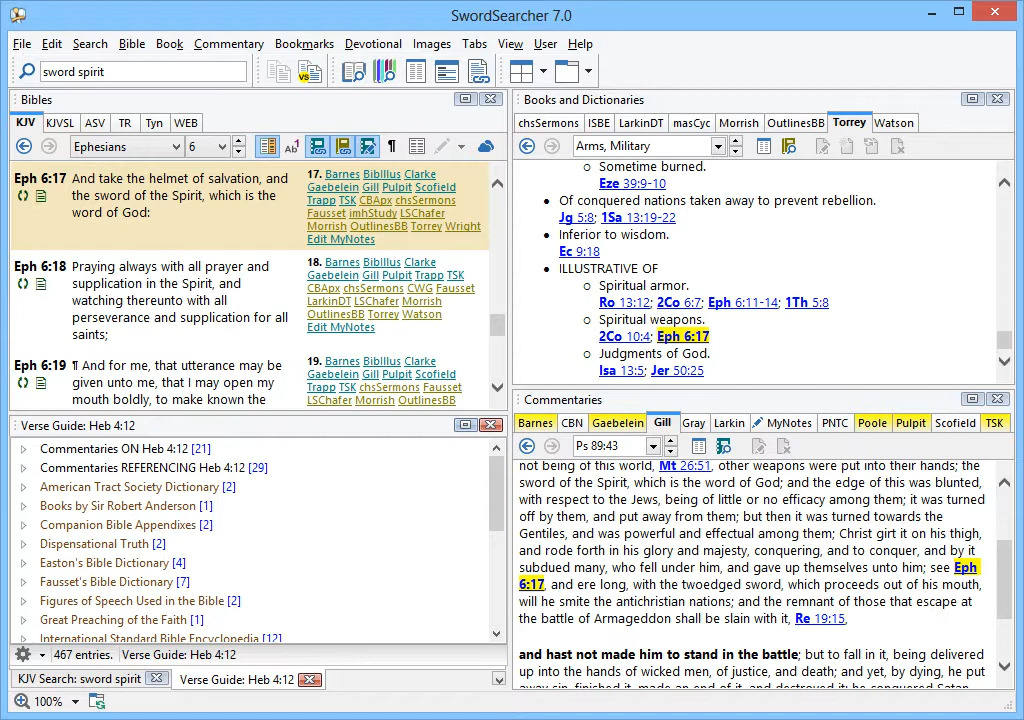 SwordSearcher 7.0
File Edit Search Bible Book Commentary Bookmarks Devotional Images Tabs View User Help
sword spirit
VS
Bibles
KJV KJVSL ASV TR Tyn WEB
Ephesians 6 Ab1 ¶
Eph 6:17 And take the helmet of salvation, and
the sword of the Spirit, which is the
word of God:
17. Barnes BibIllus Clarke
Gaebelein Gill Pulpit Scofield
Trapp TSK CBApx chsSermons
Fausset imhStudy LSChafer
Morrish OutlinesBB Torrey Wright
Edit MyNotes
Eph 6:18 Praying always with all prayer and
supplication in the Spirit, and
watching thereunto with all
perseverance and supplication for all
saints;
18. Barnes BibIllus Clarke
Gaebelein Gill Pulpit Trapp TSK
CBApx chsSermons CWG Fausset
LarkinDT LSChafer Morrish
OutlinesBB Torrey Watson
Edit MyNotes
Eph 6:19 ¶ And for me, that utterance may be
given unto me, that I may open my
mouth boldly, to make known the
19. Barnes BibIllus Clarke
Gaebelein Gill Pulpit Scofield
Trapp TSK chsSermons Fausset
LSChafer Morrish OutlinesBB
Verse Guide: Heb 4:12
Commentaries ON Heb 4:12 [21]
Commentaries REFERENCING Heb 4:12 [29]
American Tract Society Dictionary [2]
Books by Sir Robert Anderson [1]
Companion Bible Appendixes [2]
Dispensational Truth [2]
Easton's Bible Dictionary [4]
Fausset's Bible Dictionary [7]
Figures of Speech Used in the Bible [2]
Great Preaching of the Faith [1]
International Standard Bible Encyclopedia [12]
467 entries. Verse Guide: Heb 4:12
KJV Search: sword spirit Verse Guide: Heb 4:12
100%
Books and Dictionaries
chsSermons ISBE LarkinDT masCyc Morrish OutlinesBB Torrey Watson
Arms, Military
Sometime burned.
Eze 39:9-10
Of conquered nations taken away to prevent rebellion.
Jg 5:8; 1Sa 13:19-22
Inferior to wisdom.
Ec 9:18
ILLUSTRATIVE OF
Spiritual armor.
Ro 13:12; 2Co 6:7; Eph 6:11-14; 1Th 5:8
Spiritual weapons.
2Co 10:4; Eph 6:17
Judgments of God.
Isa 13:5; Jer 50:25
Commentaries
Barnes CBN Gaebelein Gill Gray Larkin MyNotes PNTC Poole Pulpit Scofield TSK
Ps 89:43
not being of this world, Mt 26:51, other weapons were put into their hands; the
sword of the Spirit, which is the word of God; and the edge of this was blunted,
with respect to the Jews, being of little or no efficacy among them; it was turned
off by them, and put away from them; but then it was turned towards the
Gentiles, and was powerful and effectual among them; Christ girt it on his thigh,
and rode forth in his glory and majesty, conquering, and to conquer, and by it
subdued many, who fell under him, and gave up themselves unto him; see Eph
6:17, and ere long, with the twoedged sword, which proceeds out of his mouth,
will he smite the antichristian nations; and the remnant of those that escape at
the battle of Armageddon shall be slain with it, Re 19:15,
and hast not made him to stand in the battle; but to fall in it, being delivered
up into the hands of wicked men, of justice, and death; and yet, by dying, he put
away sin, finished it, made an end of it, and destroyed it; he conquered Satan